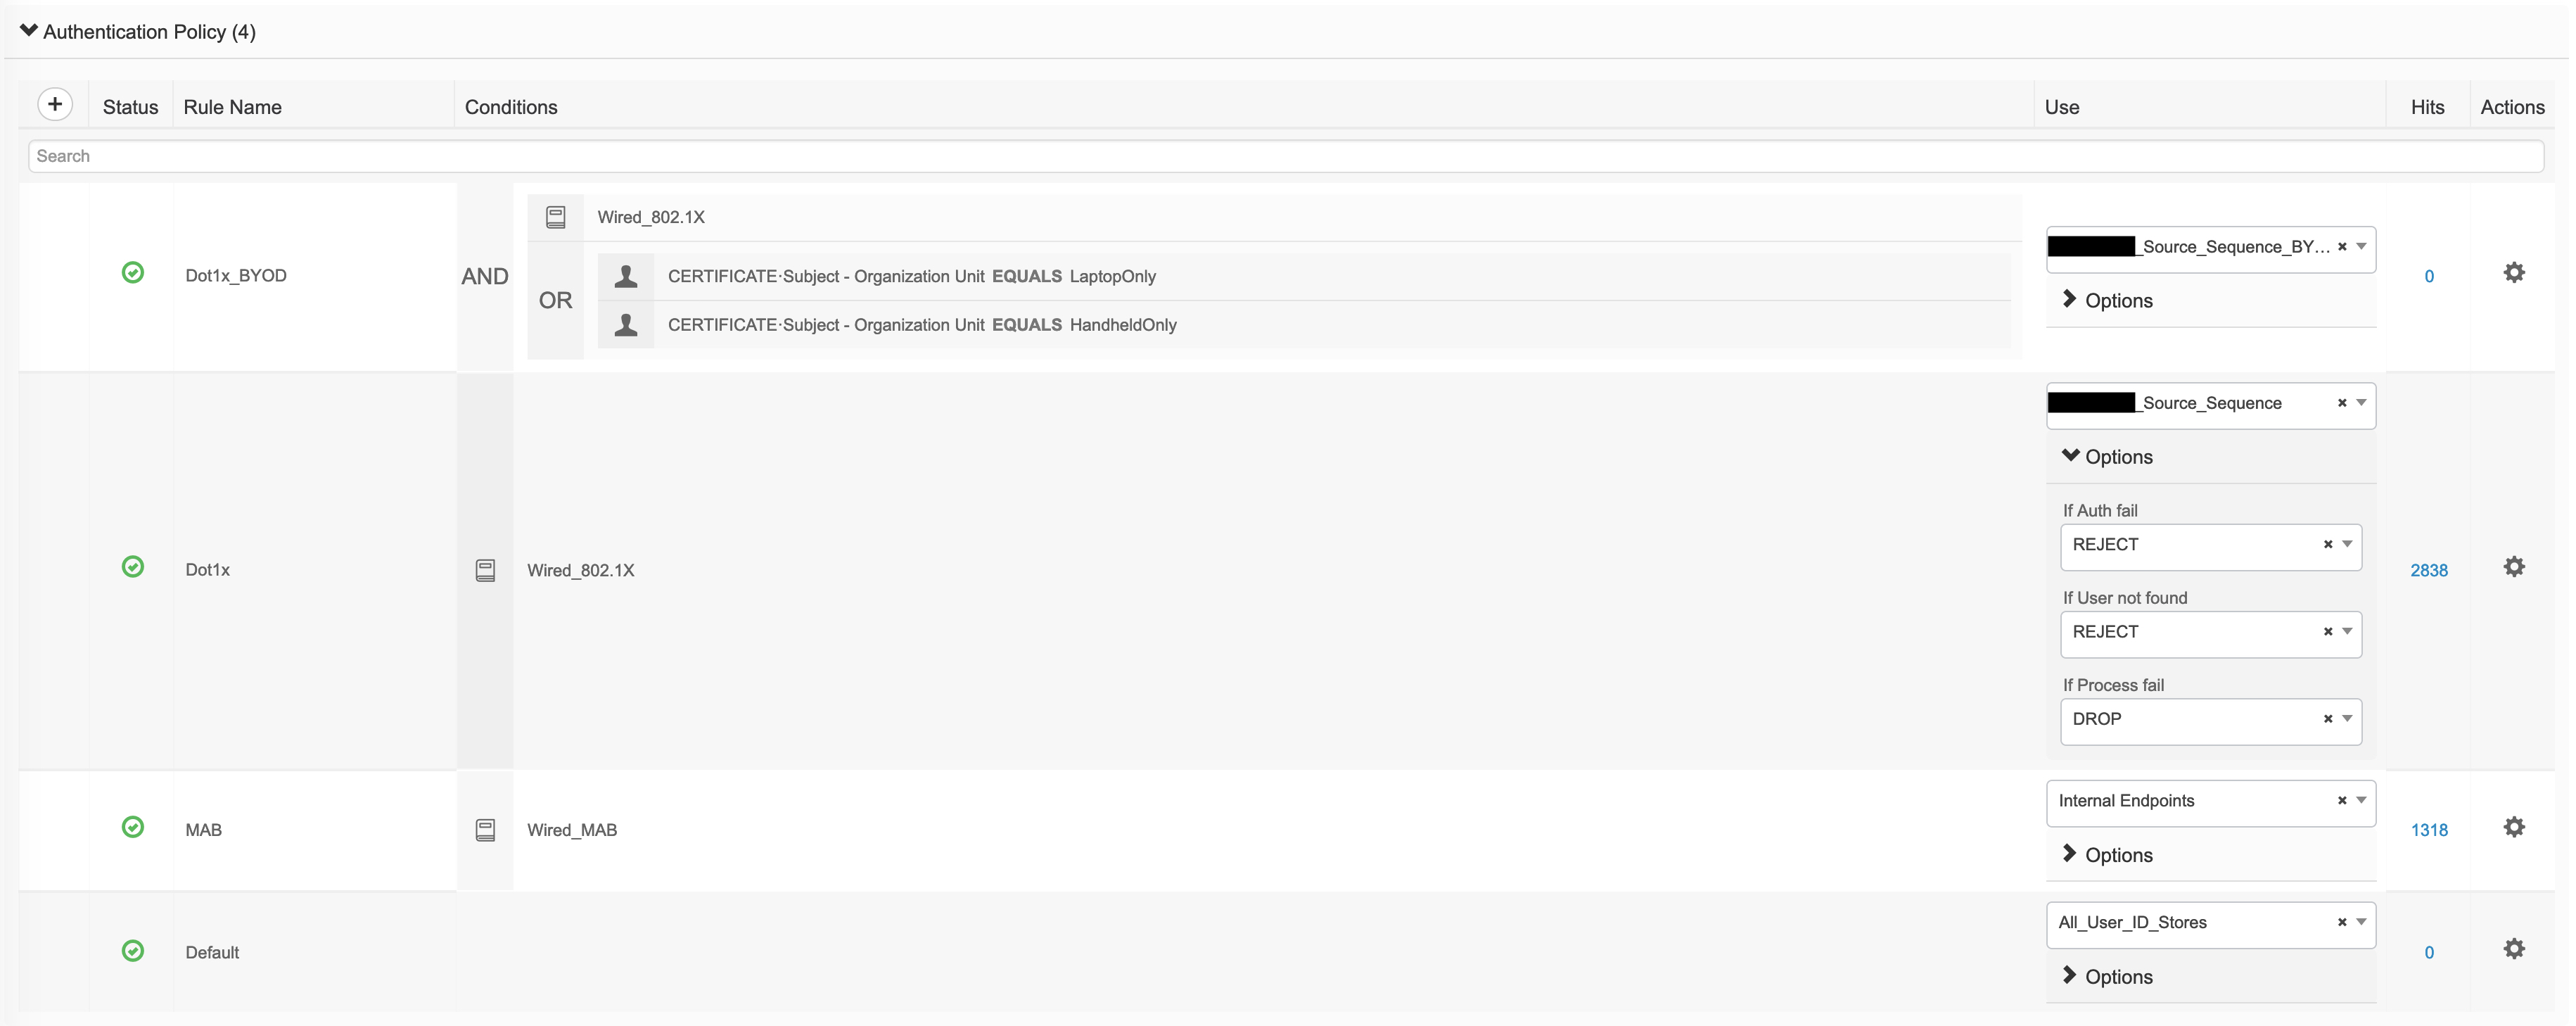 Authentication Policy (4)
+ Status Rule Name Conditions Use Hits Actions
Search
Dot1x_BYOD
AND
Wired_802.1X
OR
CERTIFICATE·Subject - Organization Unit EQUALS LaptopOnly
CERTIFICATE·Subject - Organization Unit EQUALS HandheldOnly
_Source_Sequence_BY...
Options
0
Dot1x
Wired_802.1X
_Source_Sequence
Options
If Auth fail
REJECT
If User not found
REJECT
If Process fail
DROP
2838
MAB
Wired_MAB
Internal Endpoints
Options
1318
Default
All_User_ID_Stores
Options
0